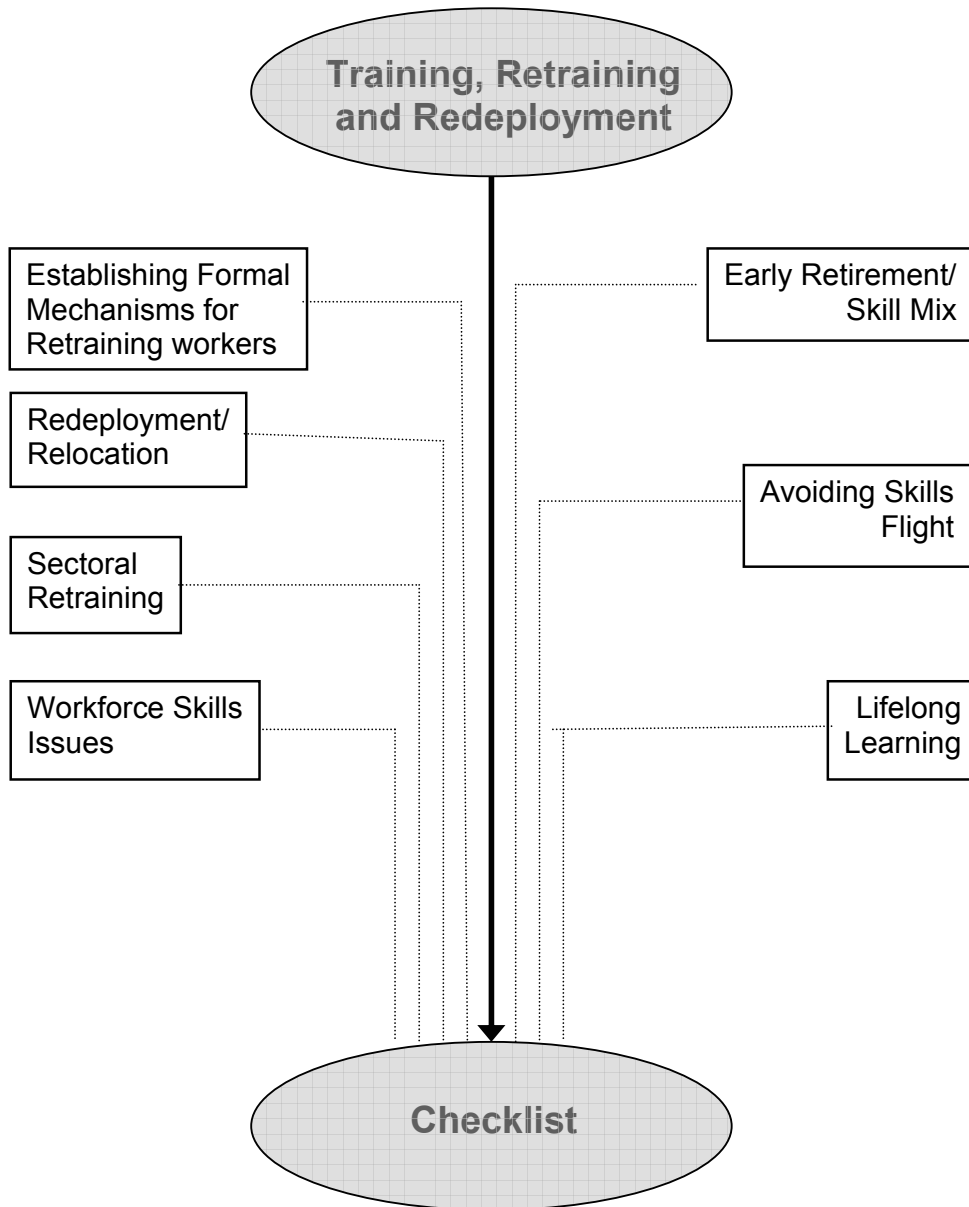 Training, Retraining
and Redeployment
Establishing Formal
Mechanisms for
Retraining workers
Early Retirement/
Skill Mix
Redeployment/
Relocation
Avoiding Skills
Flight
Sectoral
Retraining
Workforce Skills
Issues
Lifelong
Learning
Checklist